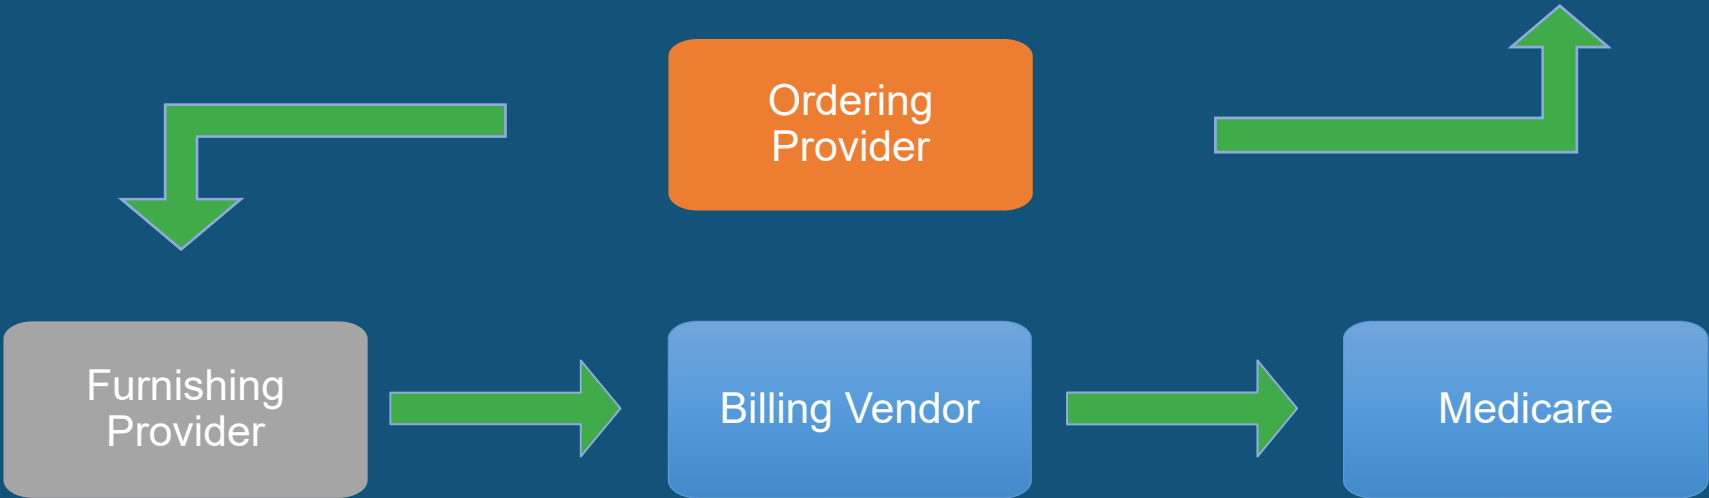 Ordering
Provider
Furnishing
Provider
Billing Vendor
Medicare